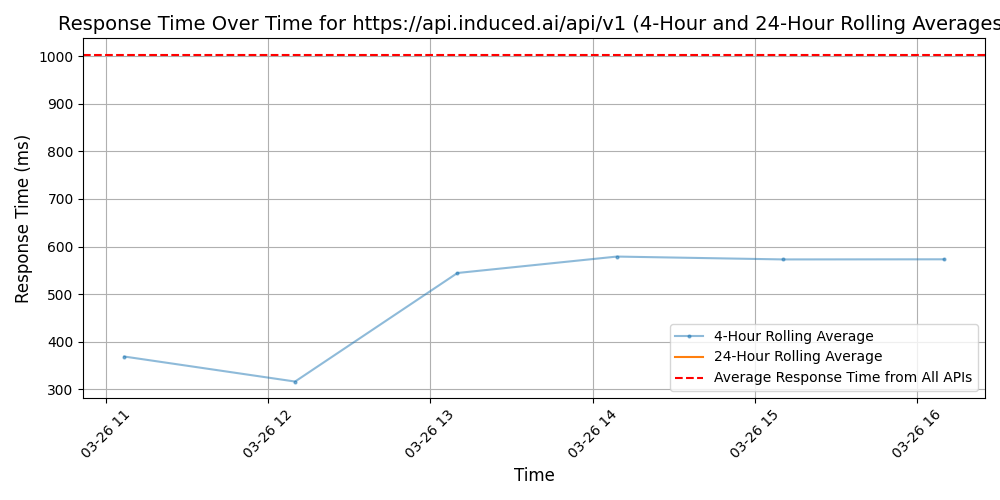 Response Time Over Time for https://api.induced.ai/api/v1 (4-Hour and 24-Hour Rolling Averages
Response Time (ms)
1000
900
800
700
600
500
400
300
4-Hour Rolling Average
24-Hour Rolling Average
Average Response Time from All APIs
03-26 11
03-26 12
03-26 13
03-26 14
03-26 15
03-26 16
Time